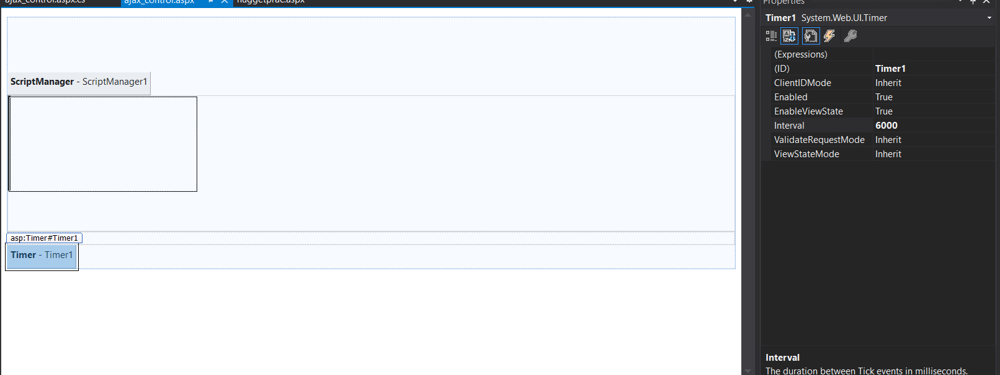 ajax_control.aspx.cs
ajax_control.aspx
nuggetprac.aspx
ScriptManager - ScriptManager1
asp:Timer#Timer1
Timer - Timer1
Properties
Timer1 System.Web.UI.Timer
(Expressions)
(ID) Timer1
ClientIDMode Inherit
Enabled True
EnableViewState True
Interval 6000
ValidateRequestMode Inherit
ViewStateMode Inherit
Interval
The duration between Tick events in milliseconds.